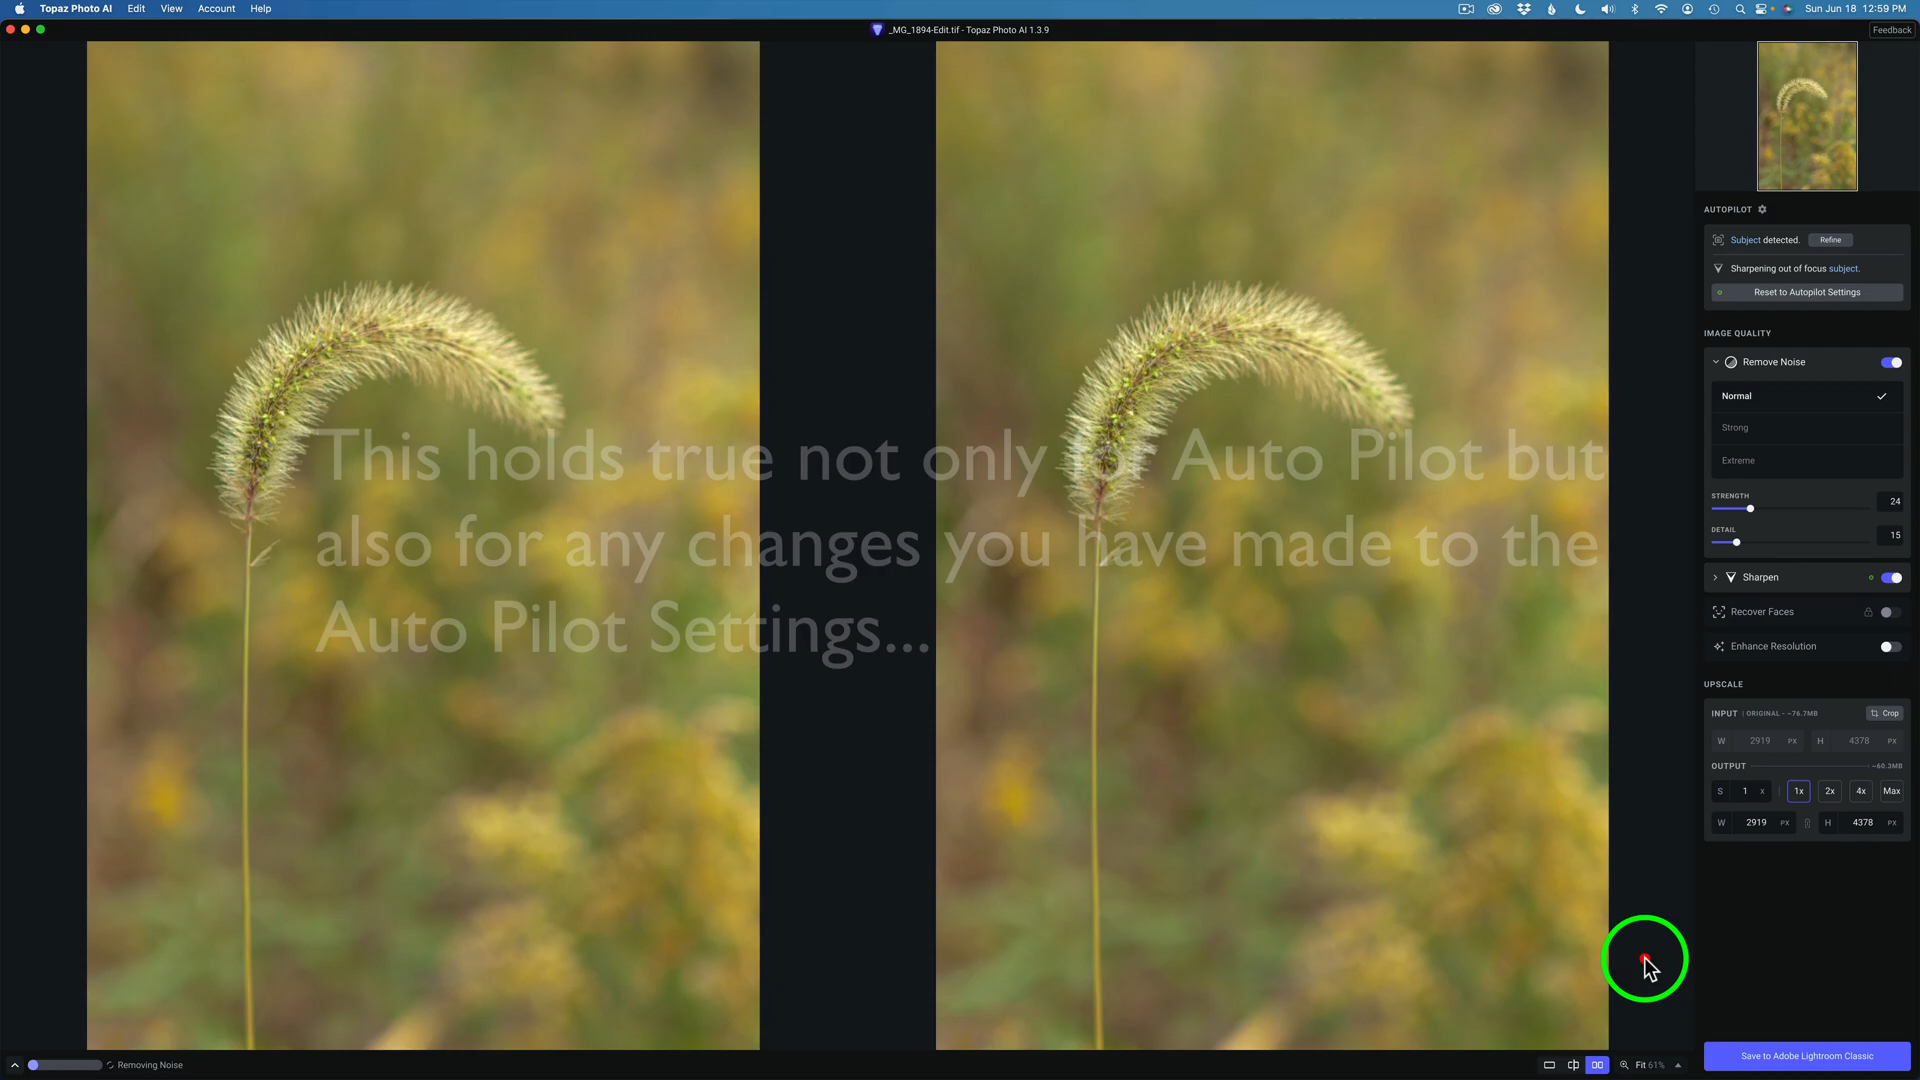 Topaz Photo AI Edit View Account Help Sun Jun 18 12:59 PM
_MG_1894-Edit.tif - Topaz Photo AI 1.3.9 Feedback
AUTOPILOT
Subject detected. Refine
Sharpening out of focus subject.
Reset to Autopilot Settings
IMAGE QUALITY
Remove Noise
Normal
Strong
Extreme
STRENGTH 24
DETAIL 15
Sharpen
Recover Faces
Enhance Resolution
UPSCALE
INPUT | ORIGINAL - ~76.7MB Crop
W 2919 PX H 4378 PX
OUTPUT ~60.3MB
S 1 x 1x 2x 4x Max
W 2919 PX H 4378 PX
This holds true not only for Auto Pilot but
also for any changes you have made to the
Auto Pilot Settings...
Removing Noise Fit 61%
Save to Adobe Lightroom Classic